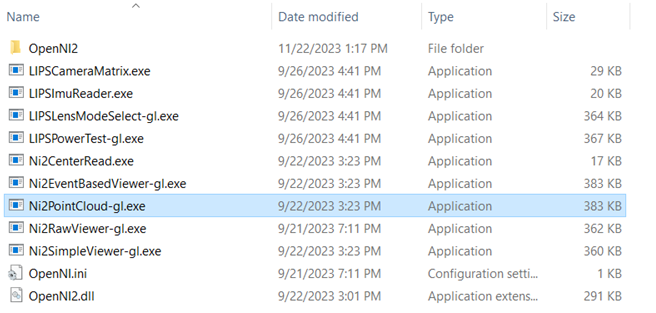 Name Date modified Type Size
OpenNI2 11/22/2023 1:17 PM File folder
LIPSCameraMatrix.exe 9/26/2023 4:41 PM Application 29 KB
LIPSImuReader.exe 9/26/2023 4:41 PM Application 20 KB
LIPSLensModeSelect-gl.exe 9/26/2023 4:41 PM Application 364 KB
LIPSPowerTest-gl.exe 9/26/2023 4:41 PM Application 367 KB
Ni2CenterRead.exe 9/22/2023 3:23 PM Application 17 KB
Ni2EventBasedViewer-gl.exe 9/22/2023 3:23 PM Application 383 KB
Ni2PointCloud-gl.exe 9/22/2023 3:23 PM Application 383 KB
Ni2RawViewer-gl.exe 9/21/2023 7:11 PM Application 362 KB
Ni2SimpleViewer-gl.exe 9/22/2023 3:23 PM Application 360 KB
OpenNI.ini 9/21/2023 7:11 PM Configuration setti... 1 KB
OpenNI2.dll 9/22/2023 3:01 PM Application exten... 291 KB